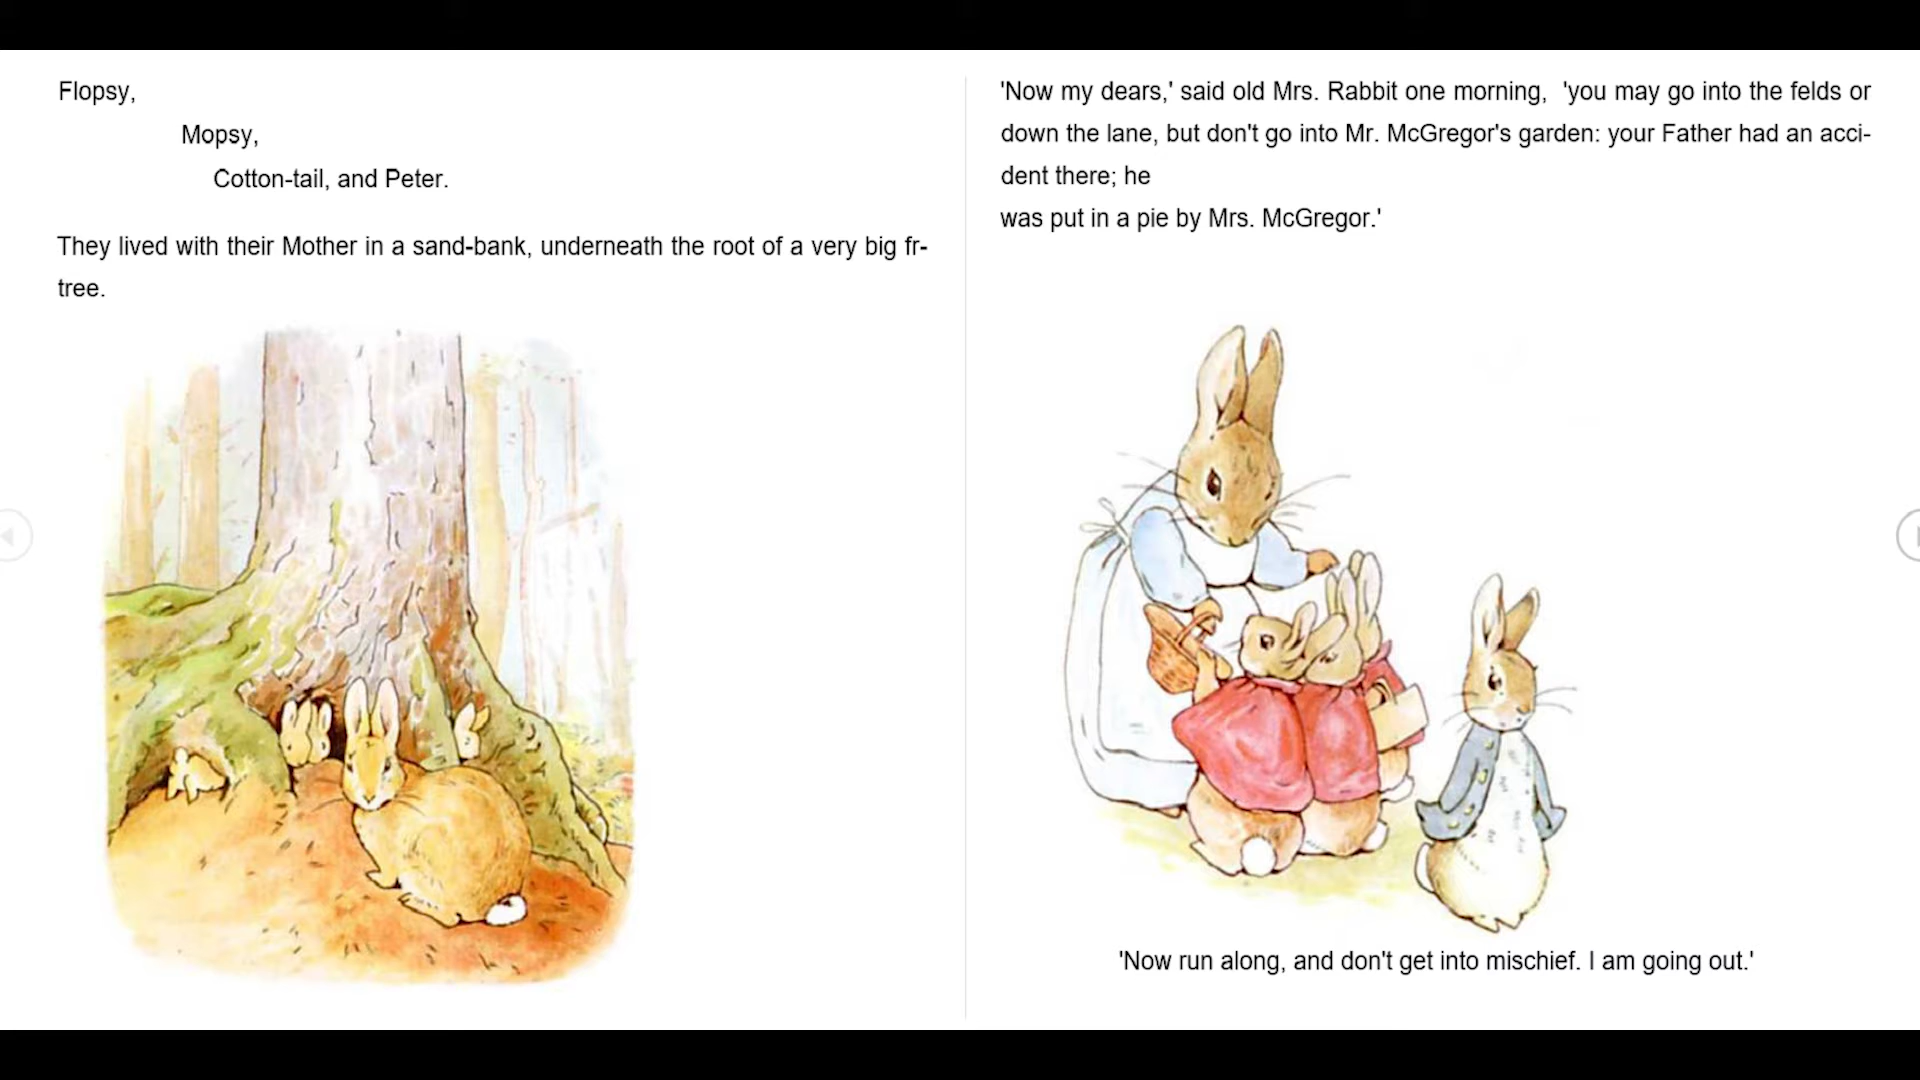 Flopsy,
Mopsy,
Cotton-tail, and Peter.
They lived with their Mother in a sand-bank, underneath the root of a very big fr-
tree.
'Now my dears,' said old Mrs. Rabbit one morning,  'you may go into the felds or
down the lane, but don't go into Mr. McGregor's garden: your Father had an acci-
dent there; he
was put in a pie by Mrs. McGregor.'
'Now run along, and don't get into mischief. I am going out.'